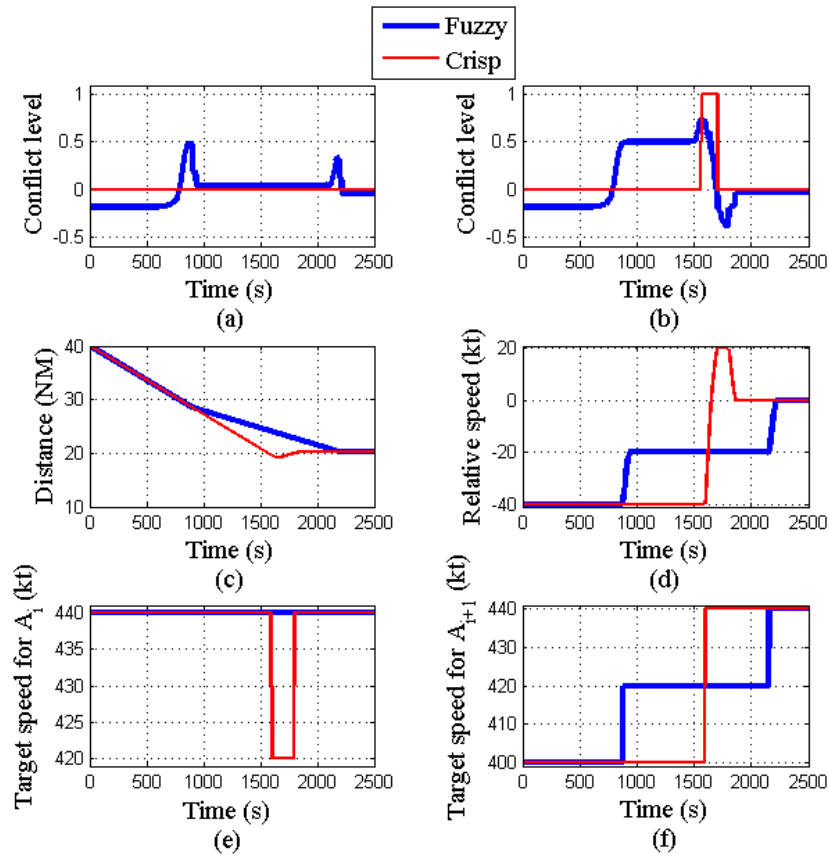 Fuzzy
Crisp
Conflict level
1
0.5
0
-0.5
0 500 1000 1500 2000 2500
Time (s)
(a)
Conflict level
1
0.5
0
-0.5
0 500 1000 1500 2000 2500
Time (s)
(b)
Distance (NM)
40
30
20
10
0 500 1000 1500 2000 2500
Time (s)
(c)
Relative speed (kt)
20
0
-20
-40
0 500 1000 1500 2000 2500
Time (s)
(d)
Target speed for A_i (kt)
440
435
430
425
420
0 500 1000 1500 2000 2500
Time (s)
(e)
Target speed for A_{i+1} (kt)
440
430
420
410
400
0 500 1000 1500 2000 2500
Time (s)
(f)